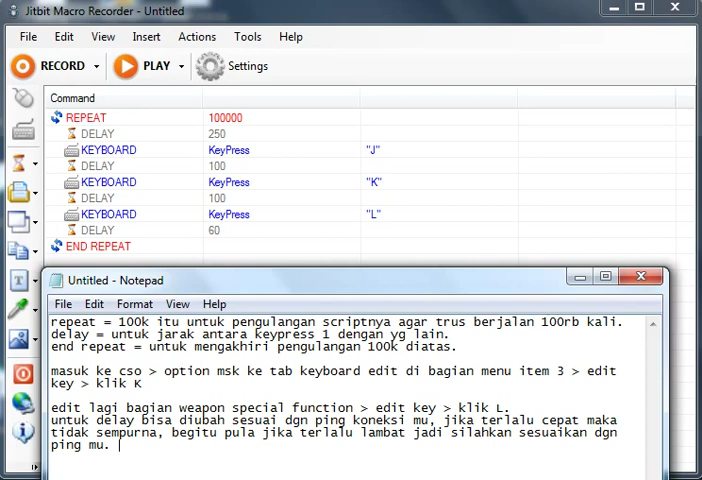 Jitbit Macro Recorder - Untitled
File Edit View Insert Actions Tools Help
RECORD PLAY Settings
Command
REPEAT 100000
DELAY 250
KEYBOARD KeyPress "J"
DELAY 100
KEYBOARD KeyPress "K"
DELAY 100
KEYBOARD KeyPress "L"
DELAY 60
END REPEAT
Untitled - Notepad
File Edit Format View Help
repeat = 100k itu untuk pengulangan scriptnya agar trus berjalan 100rb kali.
delay = untuk jarak antara keypress 1 dengan yg lain.
end repeat = untuk mengakhiri pengulangan 100k diatas.
masuk ke cso > option msk ke tab keyboard edit di bagian menu item 3 > edit
key > klik K
edit lagi bagian weapon special function > edit key > klik L.
untuk delay bisa diubah sesuai dgn ping koneksi mu, jika terlalu cepat maka
tidak sempurna, begitu pula jika terlalu lambat jadi silahkan sesuaikan dgn
ping mu.